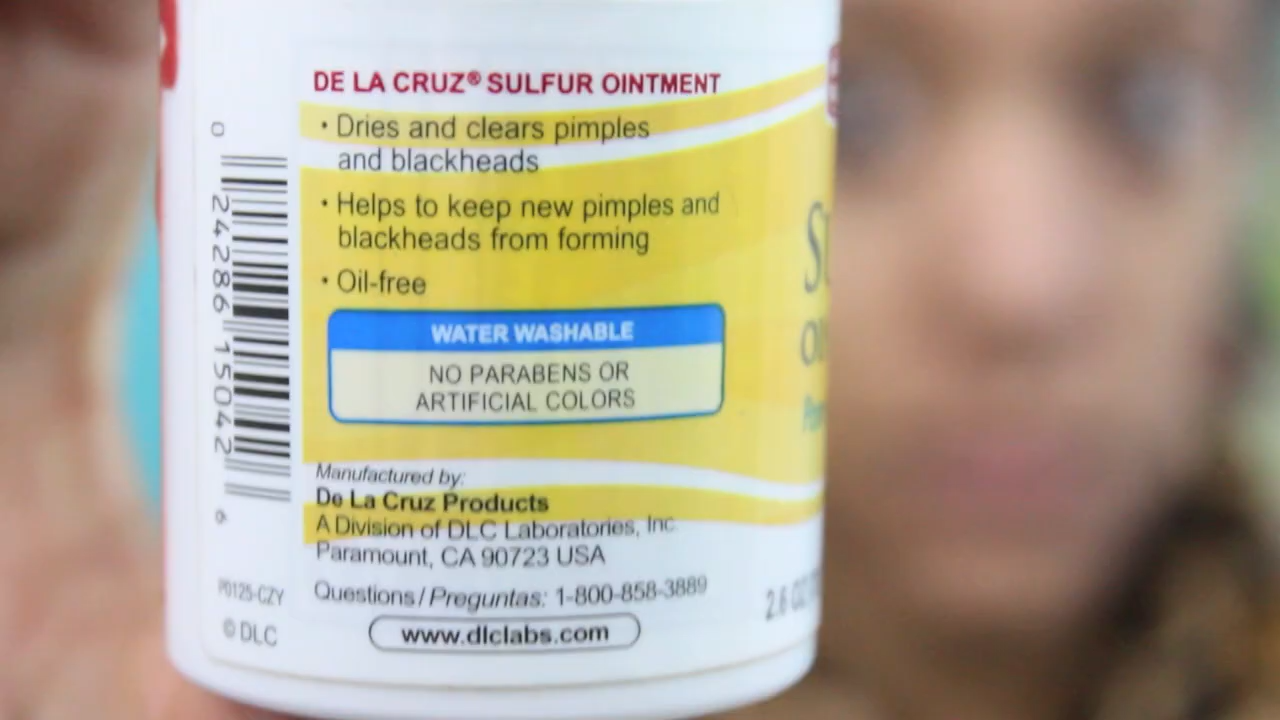 DE LA CRUZ® SULFUR OINTMENT
• Dries and clears pimples
and blackheads
• Helps to keep new pimples and
blackheads from forming
• Oil-free
WATER WASHABLE
NO PARABENS OR
ARTIFICIAL COLORS
Manufactured by:
De La Cruz Products
A Division of DLC Laboratories, Inc.
Paramount, CA 90723 USA
Questions / Preguntas: 1-800-858-3889
www.dlclabs.com
0 24286 15042 6
P0125-CZY
© DLC
2.6 OZ